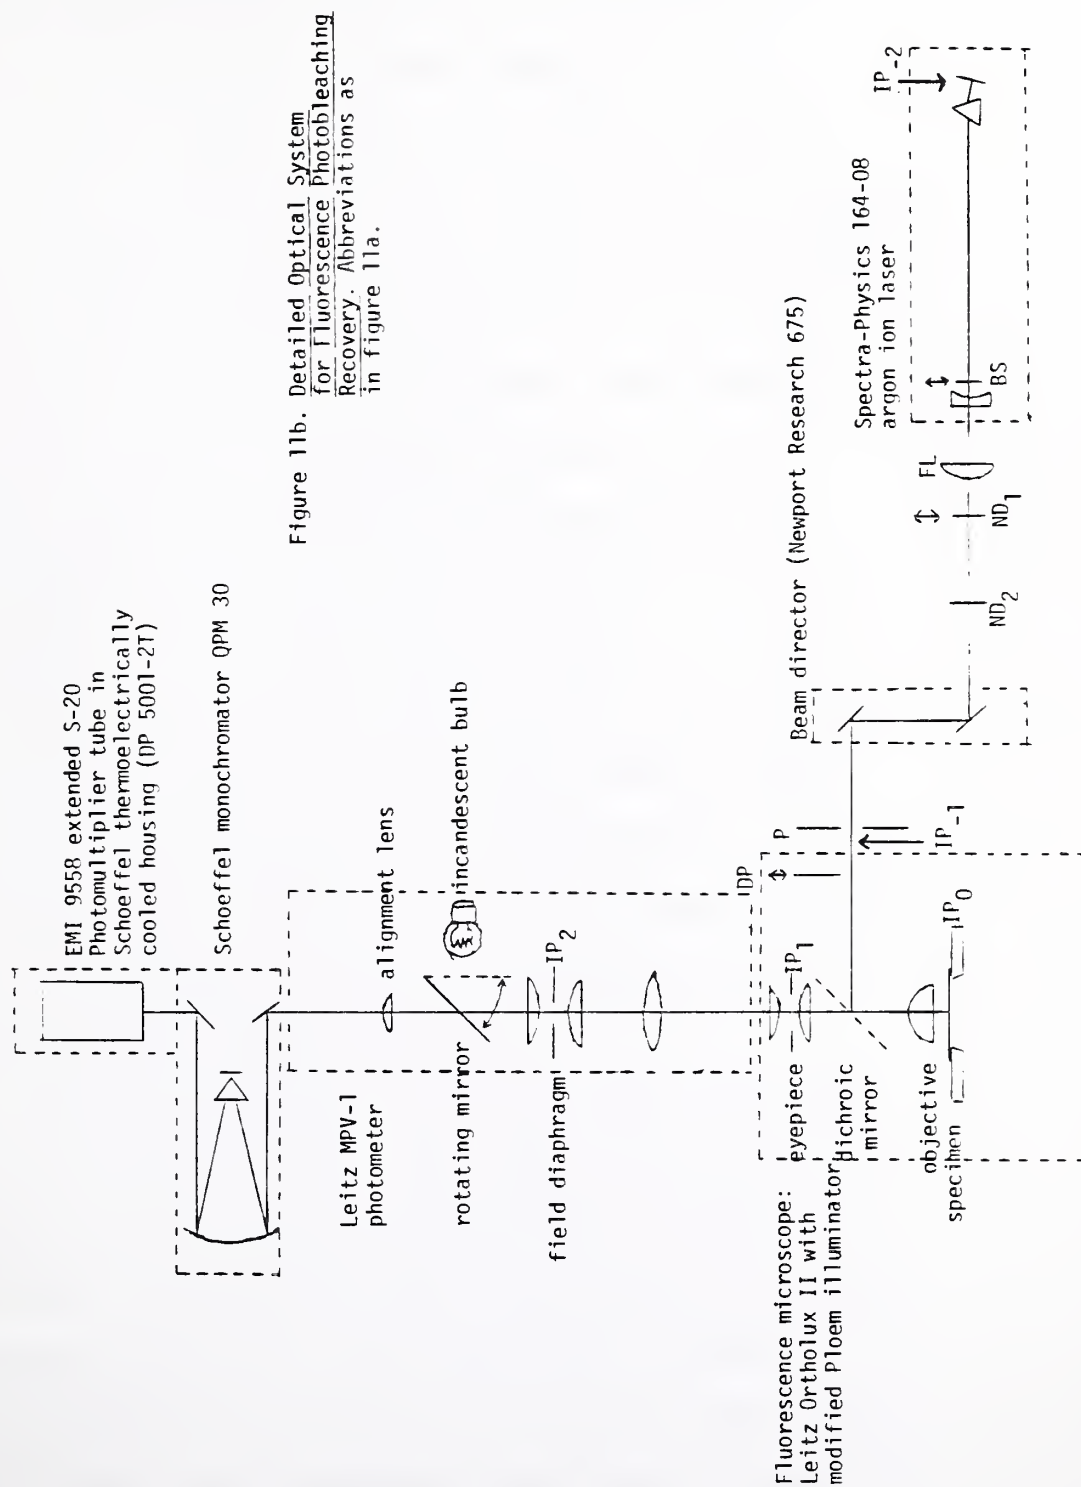 EMI 9558 extended S-20
Photomultiplier tube in
Schoeffel thermoelectrically
cooled housing (DP 5001-2T)
Schoeffel monochromator QPM 30
Leitz MPV-1
photometer
alignment lens
rotating mirror
incandescent bulb
field diaphragm
IP2
Fluorescence microscope:
Leitz Ortholux II with
modified Ploem illuminator
eyepiece
IP1
dichroic
mirror
objective
specimen
IP0
DP
P
IP-1
Beam director (Newport Research 675)
ND2
ND1
FL
BS
Spectra-Physics 164-08
argon ion laser
IP-2
Figure 11b. Detailed Optical System
for Fluorescence Photobleaching
Recovery. Abbreviations as
in figure 11a.